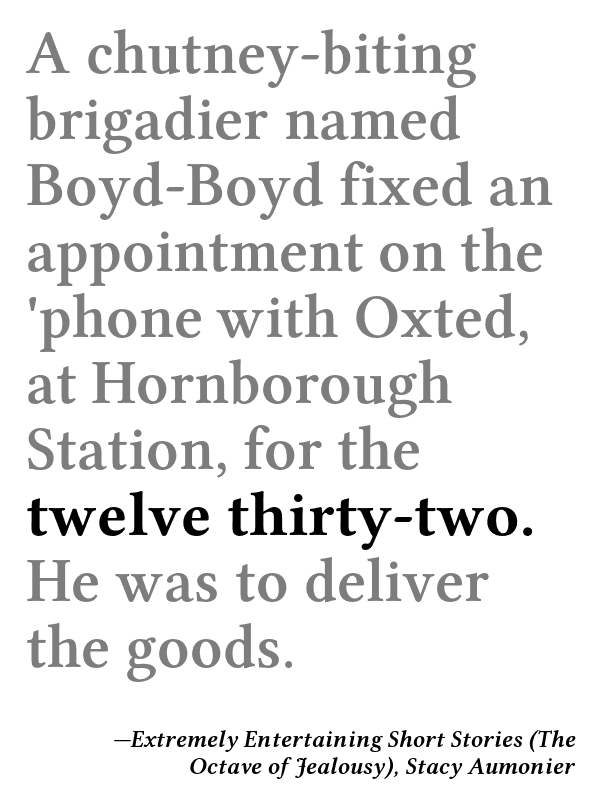 A chutney-biting
brigadier named
Boyd-Boyd fixed an
appointment on the
'phone with Oxted,
at Hornborough
Station, for the
twelve thirty-two.
He was to deliver
the goods.
—Extremely Entertaining Short Stories (The
Octave of Jealousy), Stacy Aumonier